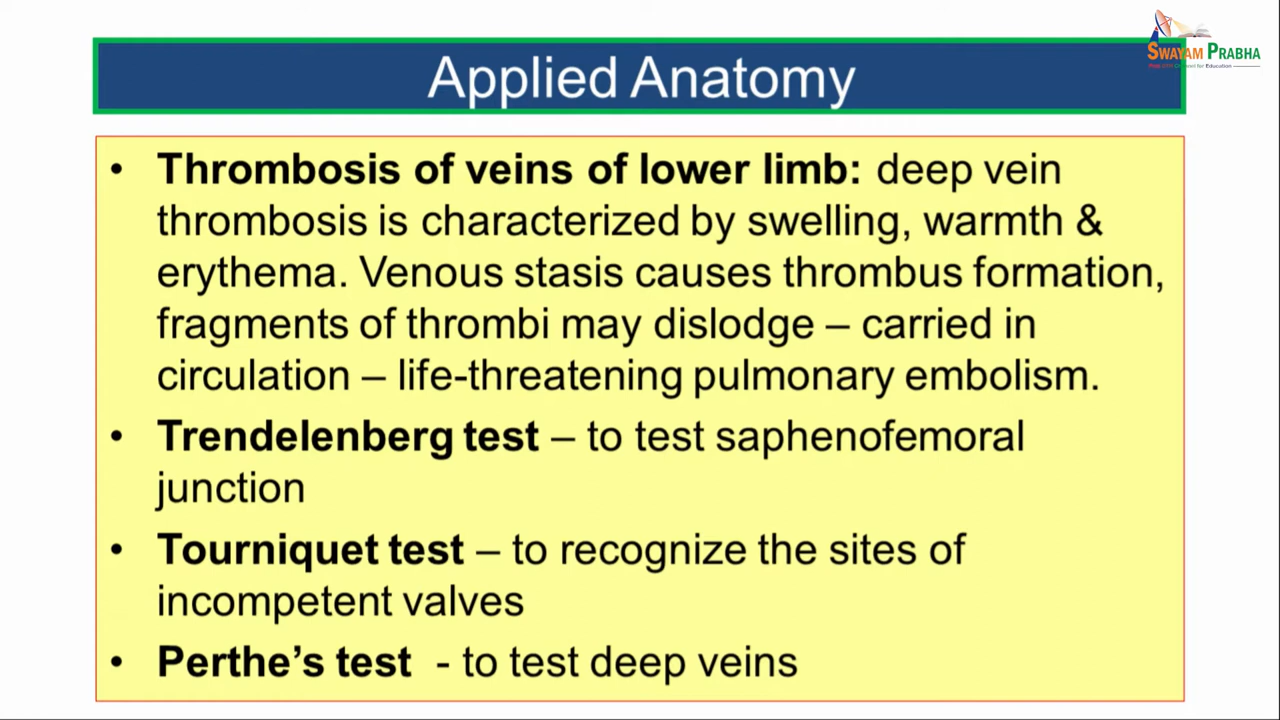 SWAYAM PRABHA
Applied Anatomy
• Thrombosis of veins of lower limb: deep vein
thrombosis is characterized by swelling, warmth &
erythema. Venous stasis causes thrombus formation,
fragments of thrombi may dislodge – carried in
circulation – life-threatening pulmonary embolism.
• Trendelenberg test – to test saphenofemoral
junction
• Tourniquet test – to recognize the sites of
incompetent valves
• Perthe’s test - to test deep veins